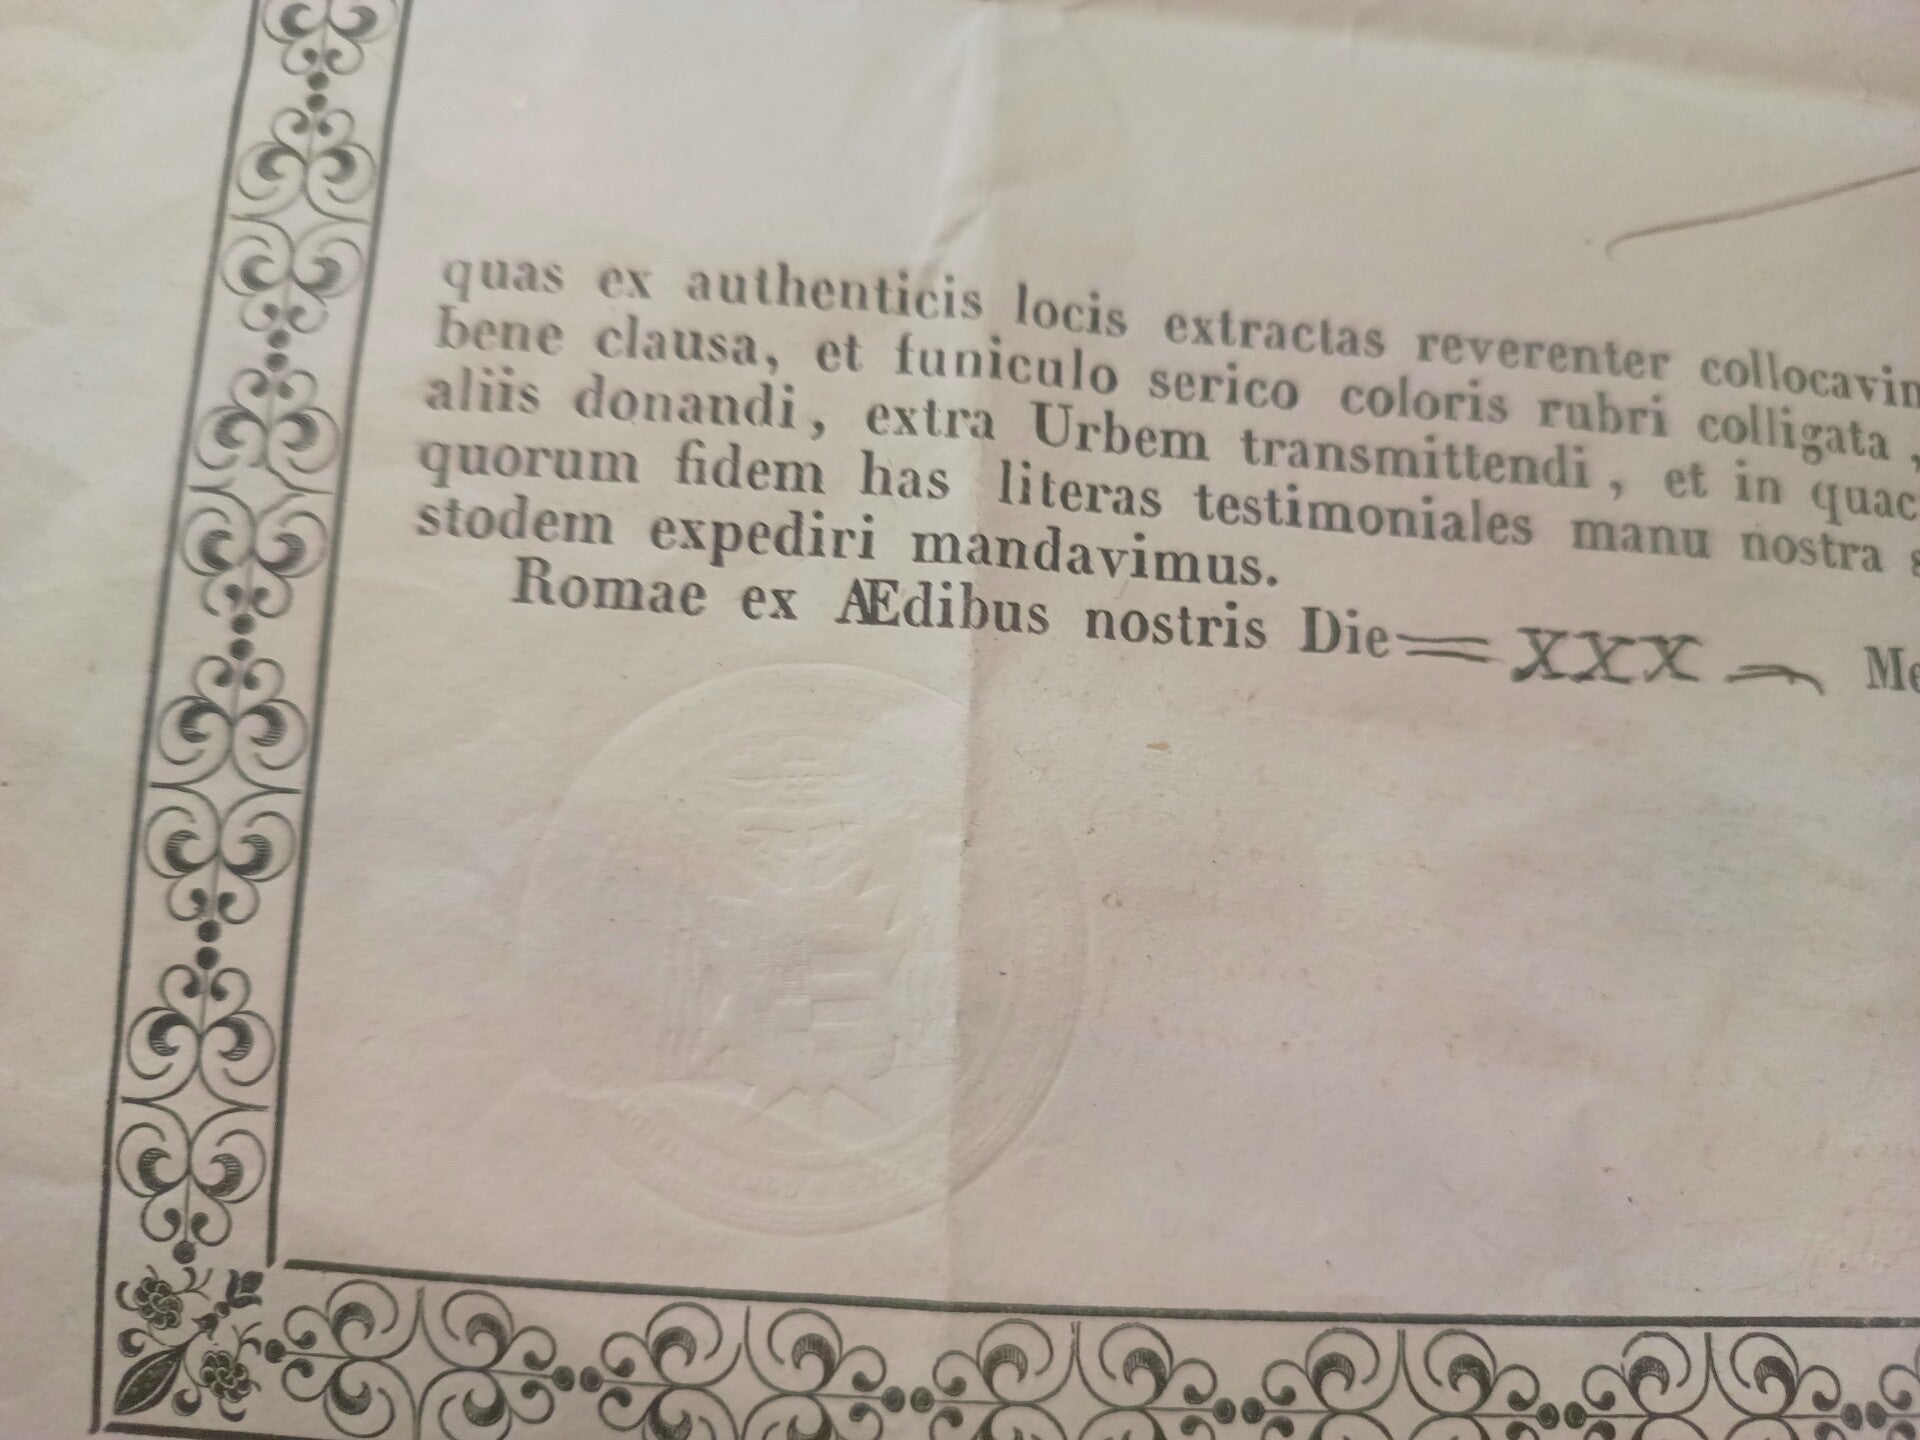 quas ex authenticis locis extractas reverenter collocavim
bene clausa, et funiculo serico coloris rubri colligata,
aliis donandi, extra Urbem transmittendi, et in quac
quorum fidem has literas testimoniales manu nostra s
stodem expediri mandavimus.
Romae ex Ædibus nostris Die = XXX Me